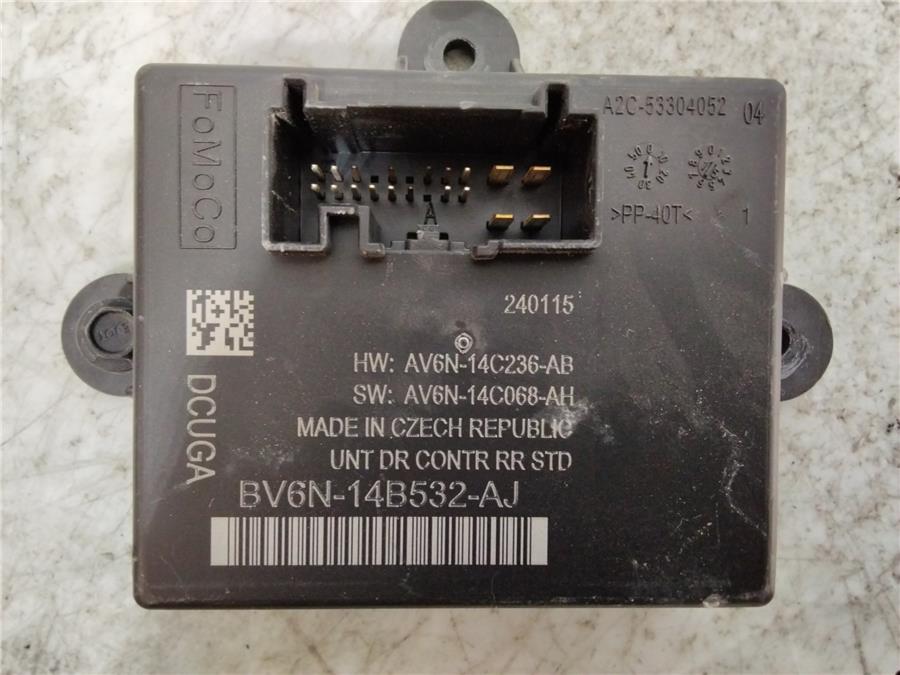 FoMoCo
A2C-53304052 04
>PP-40T< 1
A
240115
HW: AV6N-14C236-AB
SW: AV6N-14C068-AH
MADE IN CZECH REPUBLIC
UNT DR CONTR RR STD
DCUGA
BV6N-14B532-AJ